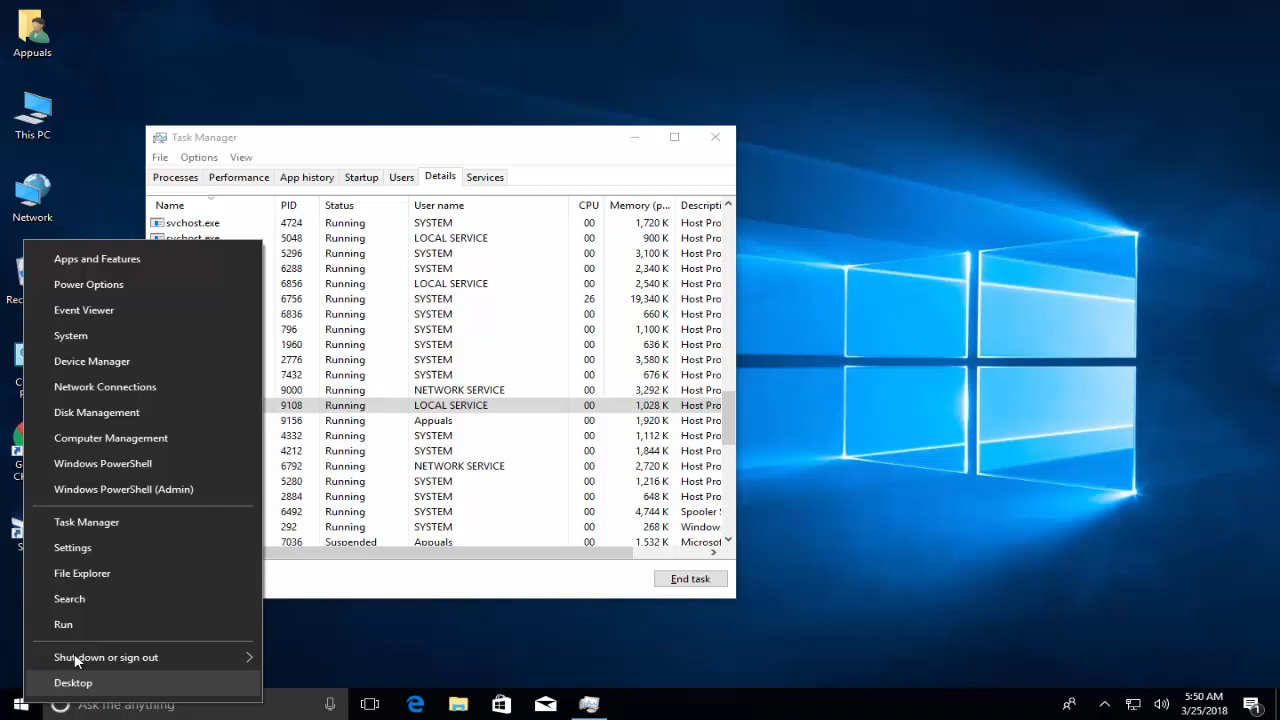 Appuals
This PC
Network
Task Manager
File Options View
Processes Performance App history Startup Users Details Services
Name PID Status User name CPU Memory (p... Descripti
svchost.exe 4724 Running SYSTEM 00 1,720 K Host Pro
svchost.exe 5048 Running LOCAL SERVICE 00 900 K Host Pro
5296 Running SYSTEM 00 3,100 K Host Pro
6288 Running SYSTEM 00 2,340 K Host Pro
6856 Running LOCAL SERVICE 00 2,540 K Host Pro
6756 Running SYSTEM 26 19,340 K Host Pro
6836 Running SYSTEM 00 660 K Host Pro
796 Running SYSTEM 00 1,100 K Host Pro
1960 Running SYSTEM 00 636 K Host Pro
2776 Running SYSTEM 00 3,580 K Host Pro
7432 Running SYSTEM 00 676 K Host Pro
9000 Running NETWORK SERVICE 00 3,292 K Host Pro
9108 Running LOCAL SERVICE 00 1,028 K Host Pro
9156 Running Appuals 00 1,920 K Host Pro
4332 Running SYSTEM 00 1,112 K Host Pro
4212 Running SYSTEM 00 1,844 K Host Pro
6792 Running NETWORK SERVICE 00 2,720 K Host Pro
5280 Running SYSTEM 00 1,216 K Host Pro
2884 Running SYSTEM 00 648 K Host Pro
6492 Running SYSTEM 00 4,744 K Spooler
292 Running SYSTEM 00 268 K Window
7036 Suspended Appuals 00 1,532 K Microsof
End task
Apps and Features
Power Options
Event Viewer
System
Device Manager
Network Connections
Disk Management
Computer Management
Windows PowerShell
Windows PowerShell (Admin)
Task Manager
Settings
File Explorer
Search
Run
Shut down or sign out
Desktop
Ask me anything
5:50 AM
3/25/2018
1